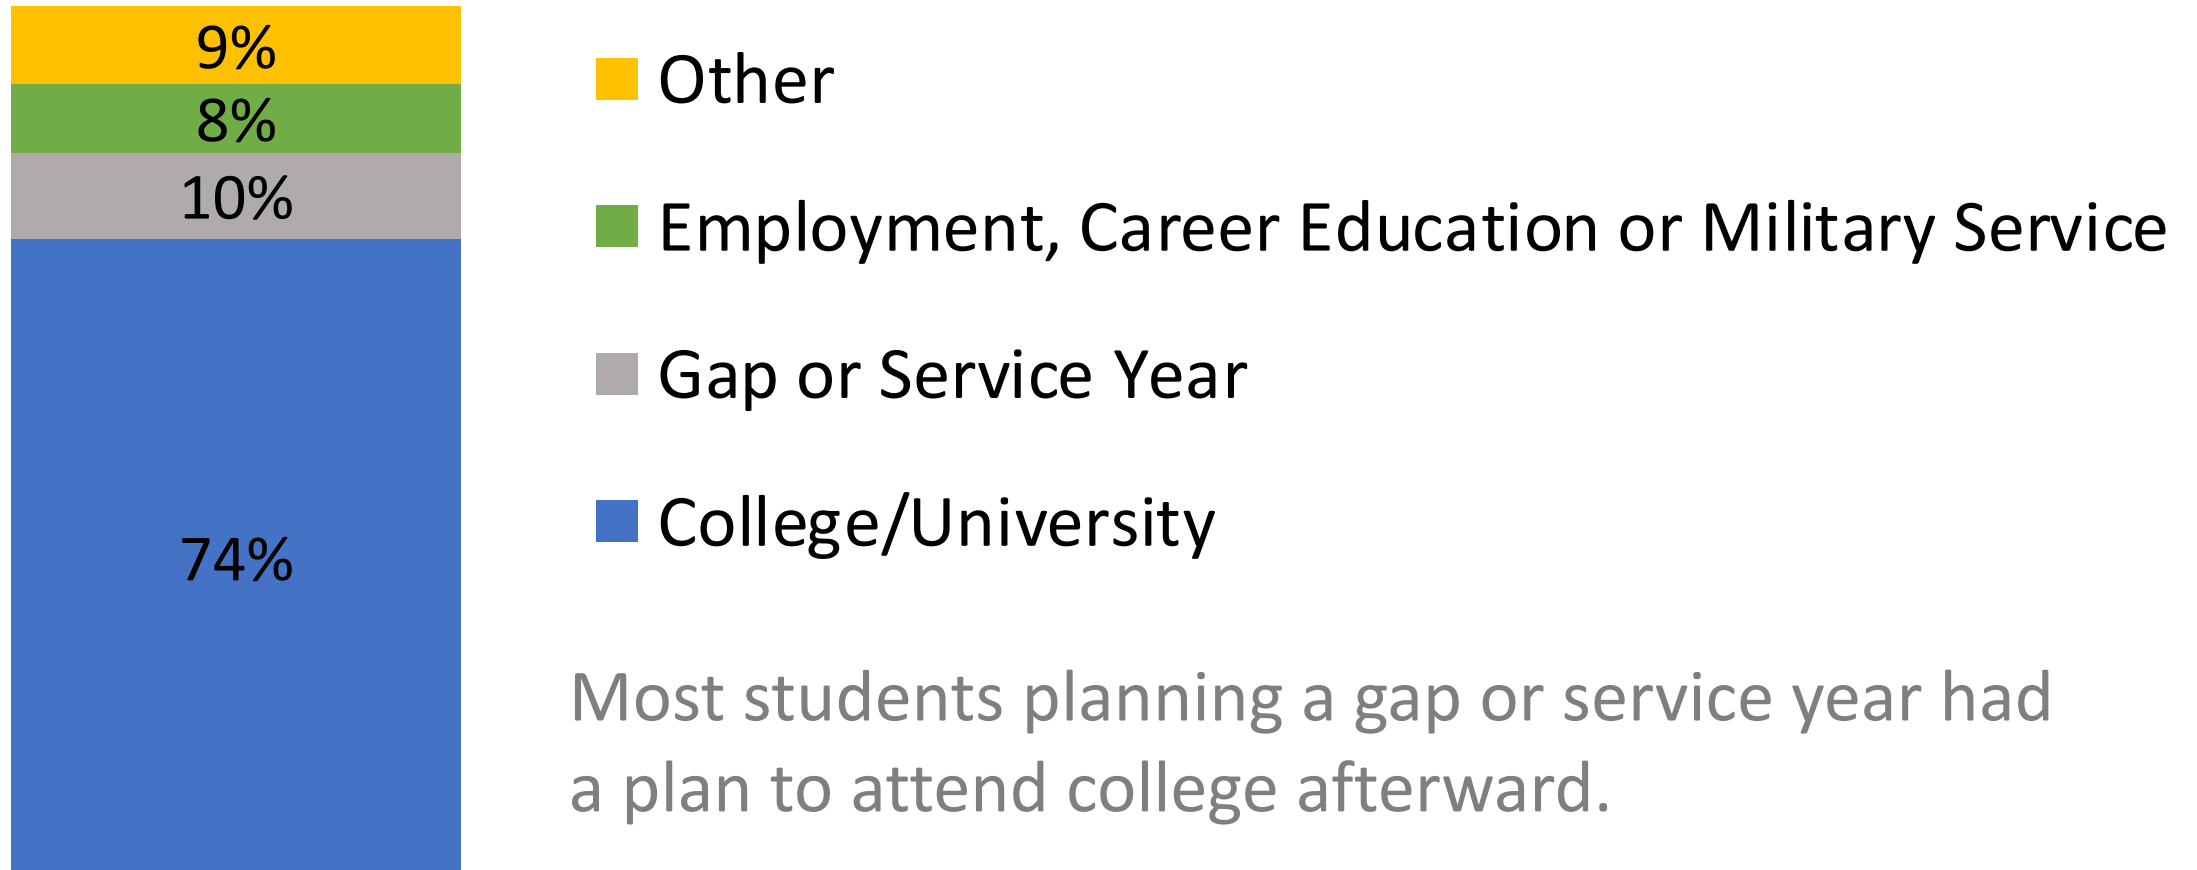 9%
8%
10%
74%
Other
Employment, Career Education or Military Service
Gap or Service Year
College/University
Most students planning a gap or service year had
a plan to attend college afterward.